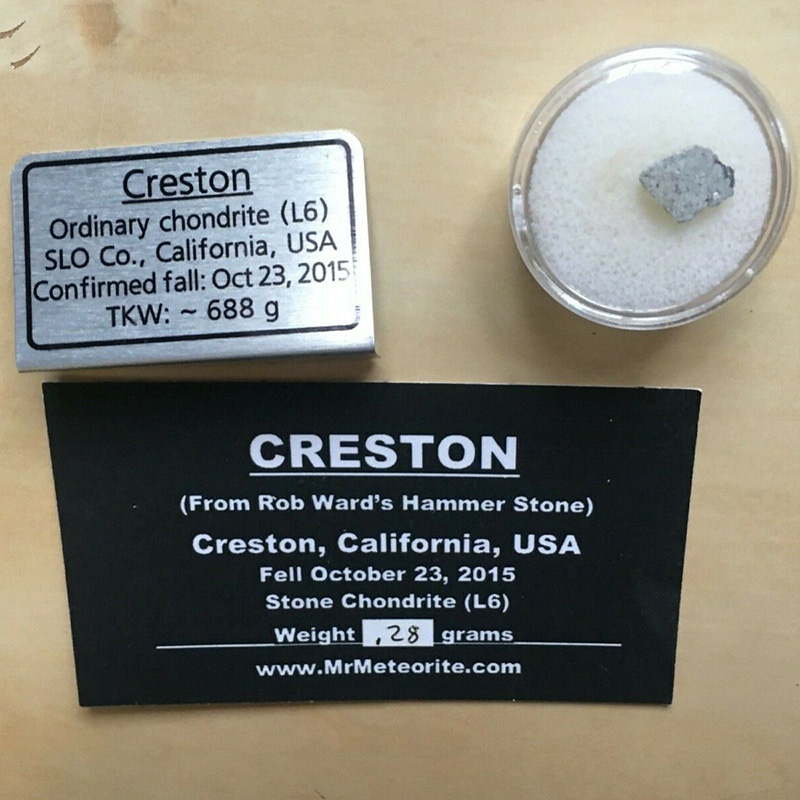 Creston
Ordinary chondrite (L6)
SLO Co., California, USA
Confirmed fall: Oct 23, 2015
TKW: ~ 688 g
CRESTON
(From Rob Ward's Hammer Stone)
Creston, California, USA
Fell October 23, 2015
Stone Chondrite (L6)
Weight .28 grams
www.MrMeteorite.com